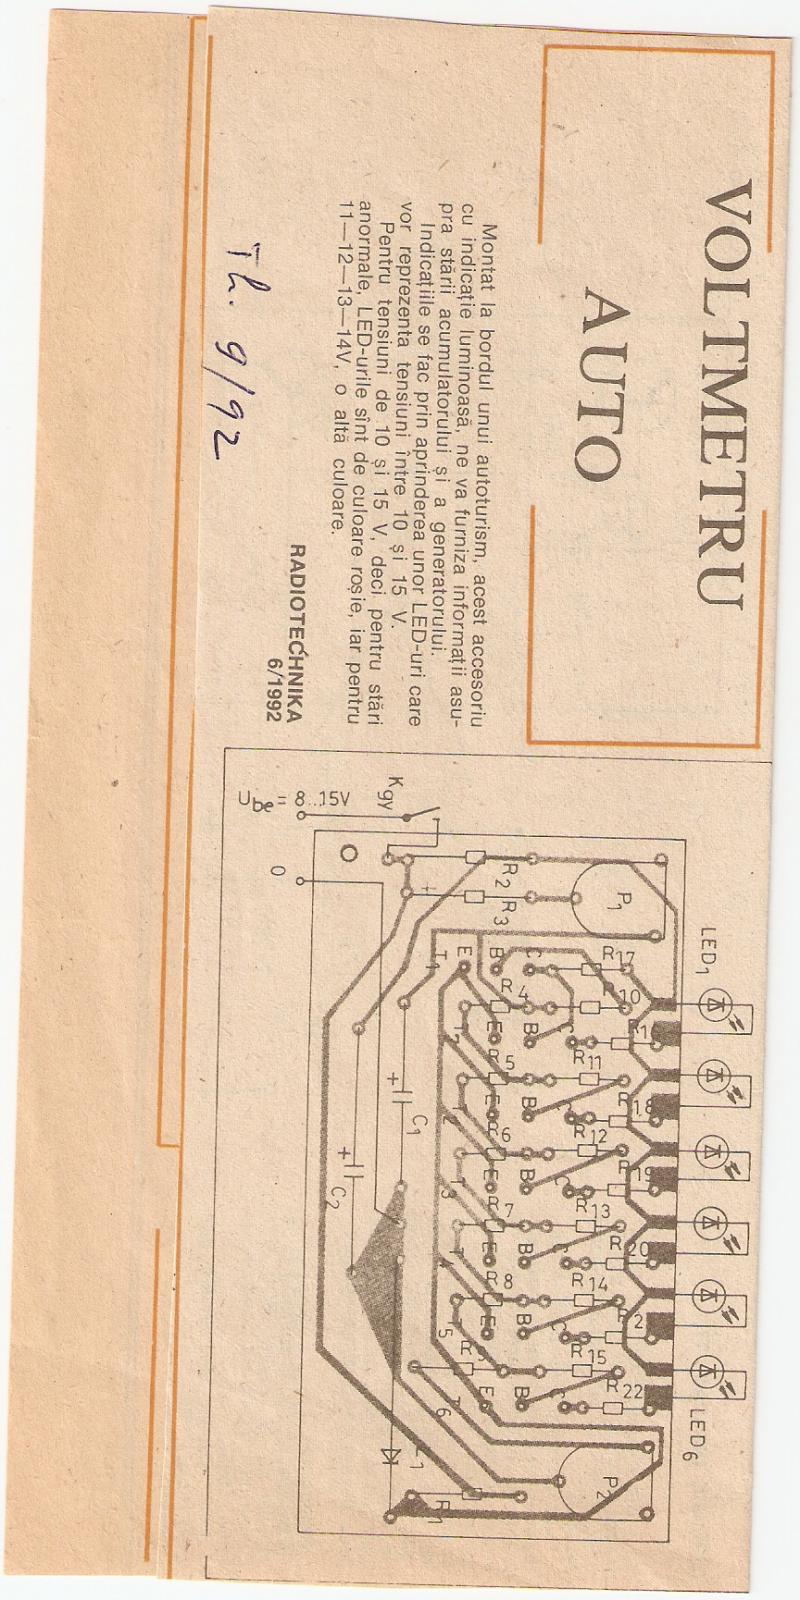 VOLTMETRU
AUTO
Montat la bordul unui autoturism, acest accesoriu
cu indicație luminoasă, ne va furniza informații asu-
pra stării acumulatorului și a generatorului.
Indicațiile se fac prin aprinderea unor LED-uri care
vor reprezenta tensiuni între 10 și 15 V.
Pentru tensiuni de 10 și 15 V, deci pentru stări
anormale, LED-urile sînt de culoare roșie, iar pentru
11—12—13—14V, o altă culoare.
RADIOTECHNIKA
6/1992
Th. 9/92
LED1
LED6
P1
P2
R17
R10
R11
R18
R12
R19
R13
R20
R14
R15
R22
R2
R3
E
B
C
R4
T1
E
B
C
R5
E
B
C
R6
E
B
C
R7
E
B
C
R8
E
B
C
E
B
C
+
C1
+
C2
R1
Kgy
Ube = 8...15V
0